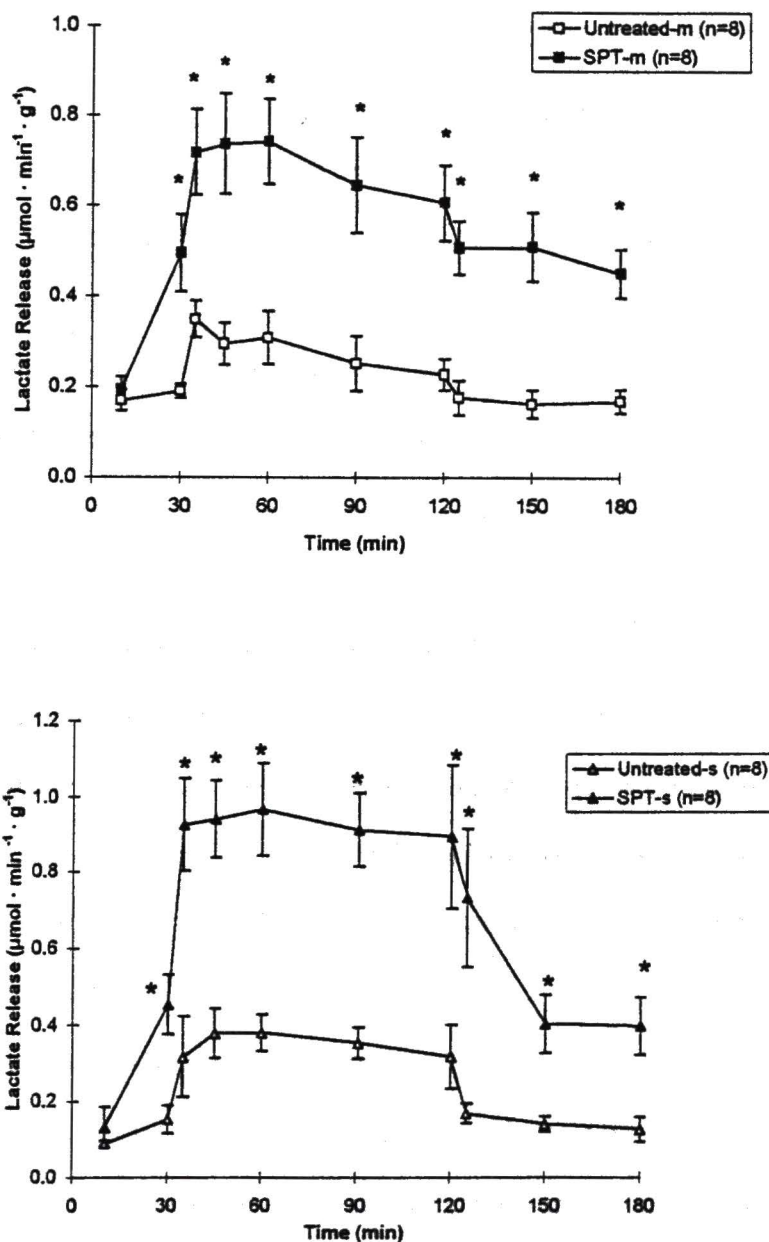 1.0
Untreated-m (n=8)
SPT-m (n=8)
* * * * * * * * * *
0.8
0.6
0.4
0.2
0.0
Lactate Release (µmol · min⁻¹ · g⁻¹)
0 30 60 90 120 150 180
Time (min)
1.2
Untreated-s (n=8)
SPT-s (n=8)
* * * * * * * * * *
1.0
0.8
0.6
0.4
0.2
0.0
Lactate Release (µmol · min⁻¹ · g⁻¹)
0 30 60 90 120 150 180
Time (min)